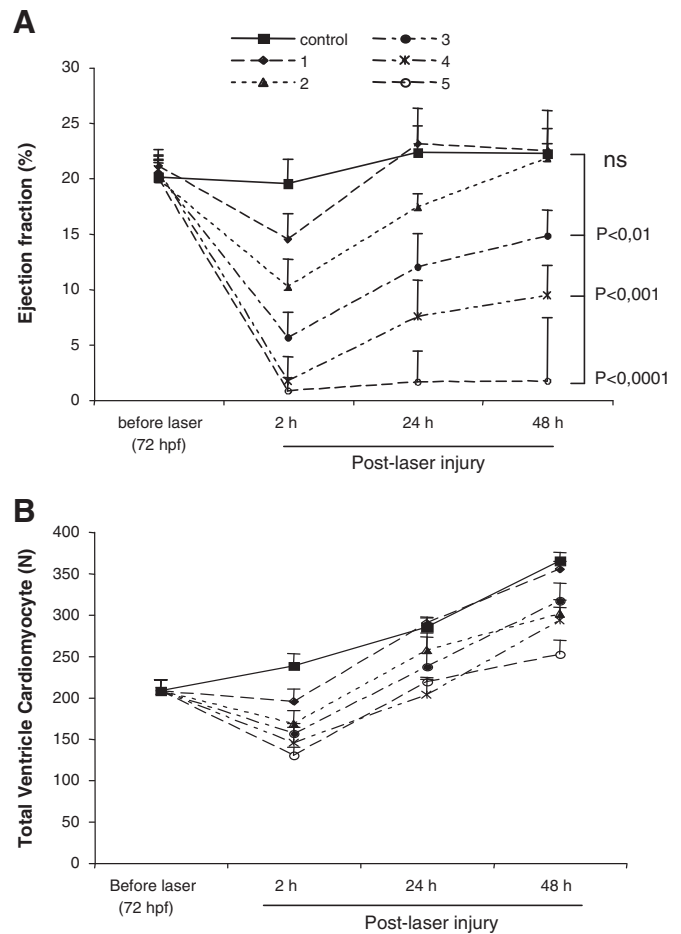 A
control 3
1 4
2 5
30
25
20
15
10
5
0
Ejection fraction (%)
ns
P<0,01
P<0,001
P<0,0001
before laser 2 h 24 h 48 h
(72 hpf)
Post-laser injury
B
400
350
300
250
200
150
100
50
0
Total Ventricle Cardiomyocyte (N)
Before laser 2 h 24 h 48 h
(72 hpf)
Post-laser injury